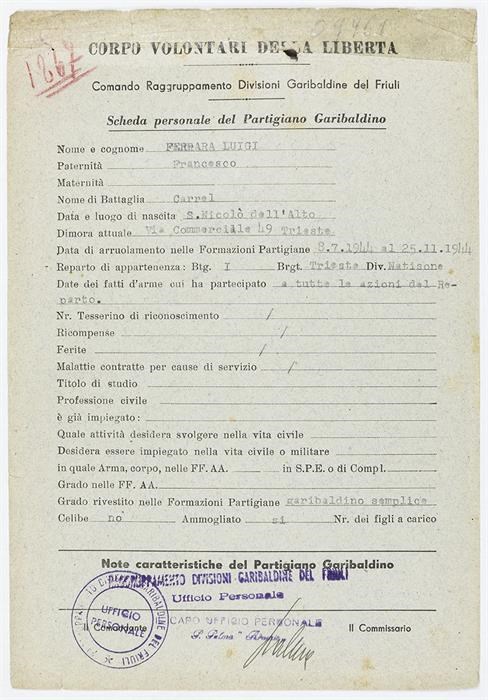 59461
1867
CORPO VOLONTARI DELLA LIBERTA
Comando Raggruppamento Divisioni Garibaldine del Friuli
Scheda personale del Partigiano Garibaldino
Nome e cognome FERRARA LUIGI
Paternità Francesco
Maternità
Nome di Battaglia Carrel
Data e luogo di nascita S.Nicolò dell'Alto
Dimora attuale Via Commerciale 49 Trieste
Data di arruolamento nelle Formazioni Partigiane 8.7.1944 al 25.11.1944
Reparto di appartenenza: Btg. I Brgt. Trieste Div. Natisone
Date dei fatti d'arme cui ha partecipato a tutte le azioni del Re-
parto.
Nr. Tesserino di riconoscimento /
Ricompense /
Ferite /
Malattie contratte per cause di servizio /
Titolo di studio
Professione civile
è già impiegato:
Quale attività desidera svolgere nella vita civile
Desidera essere impiegato nella vita civile o militare
in quale Arma, corpo, nelle FF. AA. in S.P.E. o di Compl.
Grado nelle FF. AA.
Grado rivestito nelle Formazioni Partigiane garibaldino semplice
Celibe no Ammogliato si Nr. dei figli a carico
Note caratteristiche del Partigiano Garibaldino
RAGGRUPPAMENTO DIVISIONI GARIBALDINE DEL FRIULI
Ufficio Personale
UFFICIO PERSONALE
Il Comandante CAPO UFFICIO PERSONALE Il Commissario